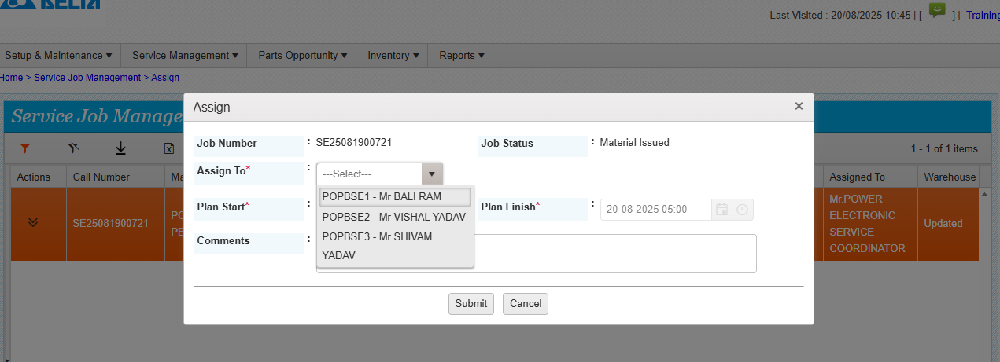 DELTA
Last Visited : 20/08/2025 10:45 | [ ] | Training
Setup & Maintenance Service Management Parts Opportunity Inventory Reports
Home > Service Job Management > Assign
Assign
Service Job Manage
Job Number : SE25081900721 Job Status : Material Issued
1 - 1 of 1 items
Assign To* : ---Select---
Actions Call Number Ma Assigned To Warehouse
POPBSE1 - Mr BALI RAM
Plan Start* : Plan Finish* : 20-08-2025 05:00
POPBSE2 - Mr VISHAL YADAV
POPBSE3 - Mr SHIVAM
YADAV
SE25081900721 PO
PB
Mr.POWER
ELECTRONIC
SERVICE
COORDINATOR
Updated
Comments :
Submit Cancel